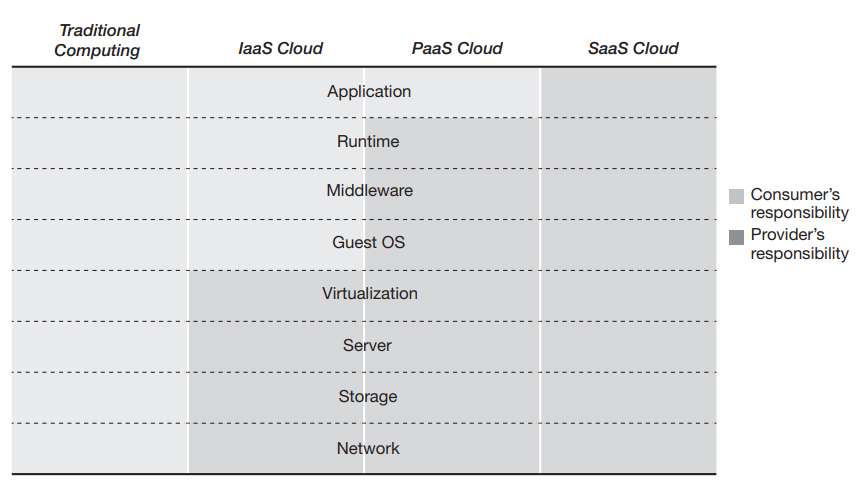 Traditional
Computing
IaaS Cloud
PaaS Cloud
SaaS Cloud
Application
Runtime
Middleware
Guest OS
Virtualization
Server
Storage
Network
Consumer’s
responsibility
Provider’s
responsibility